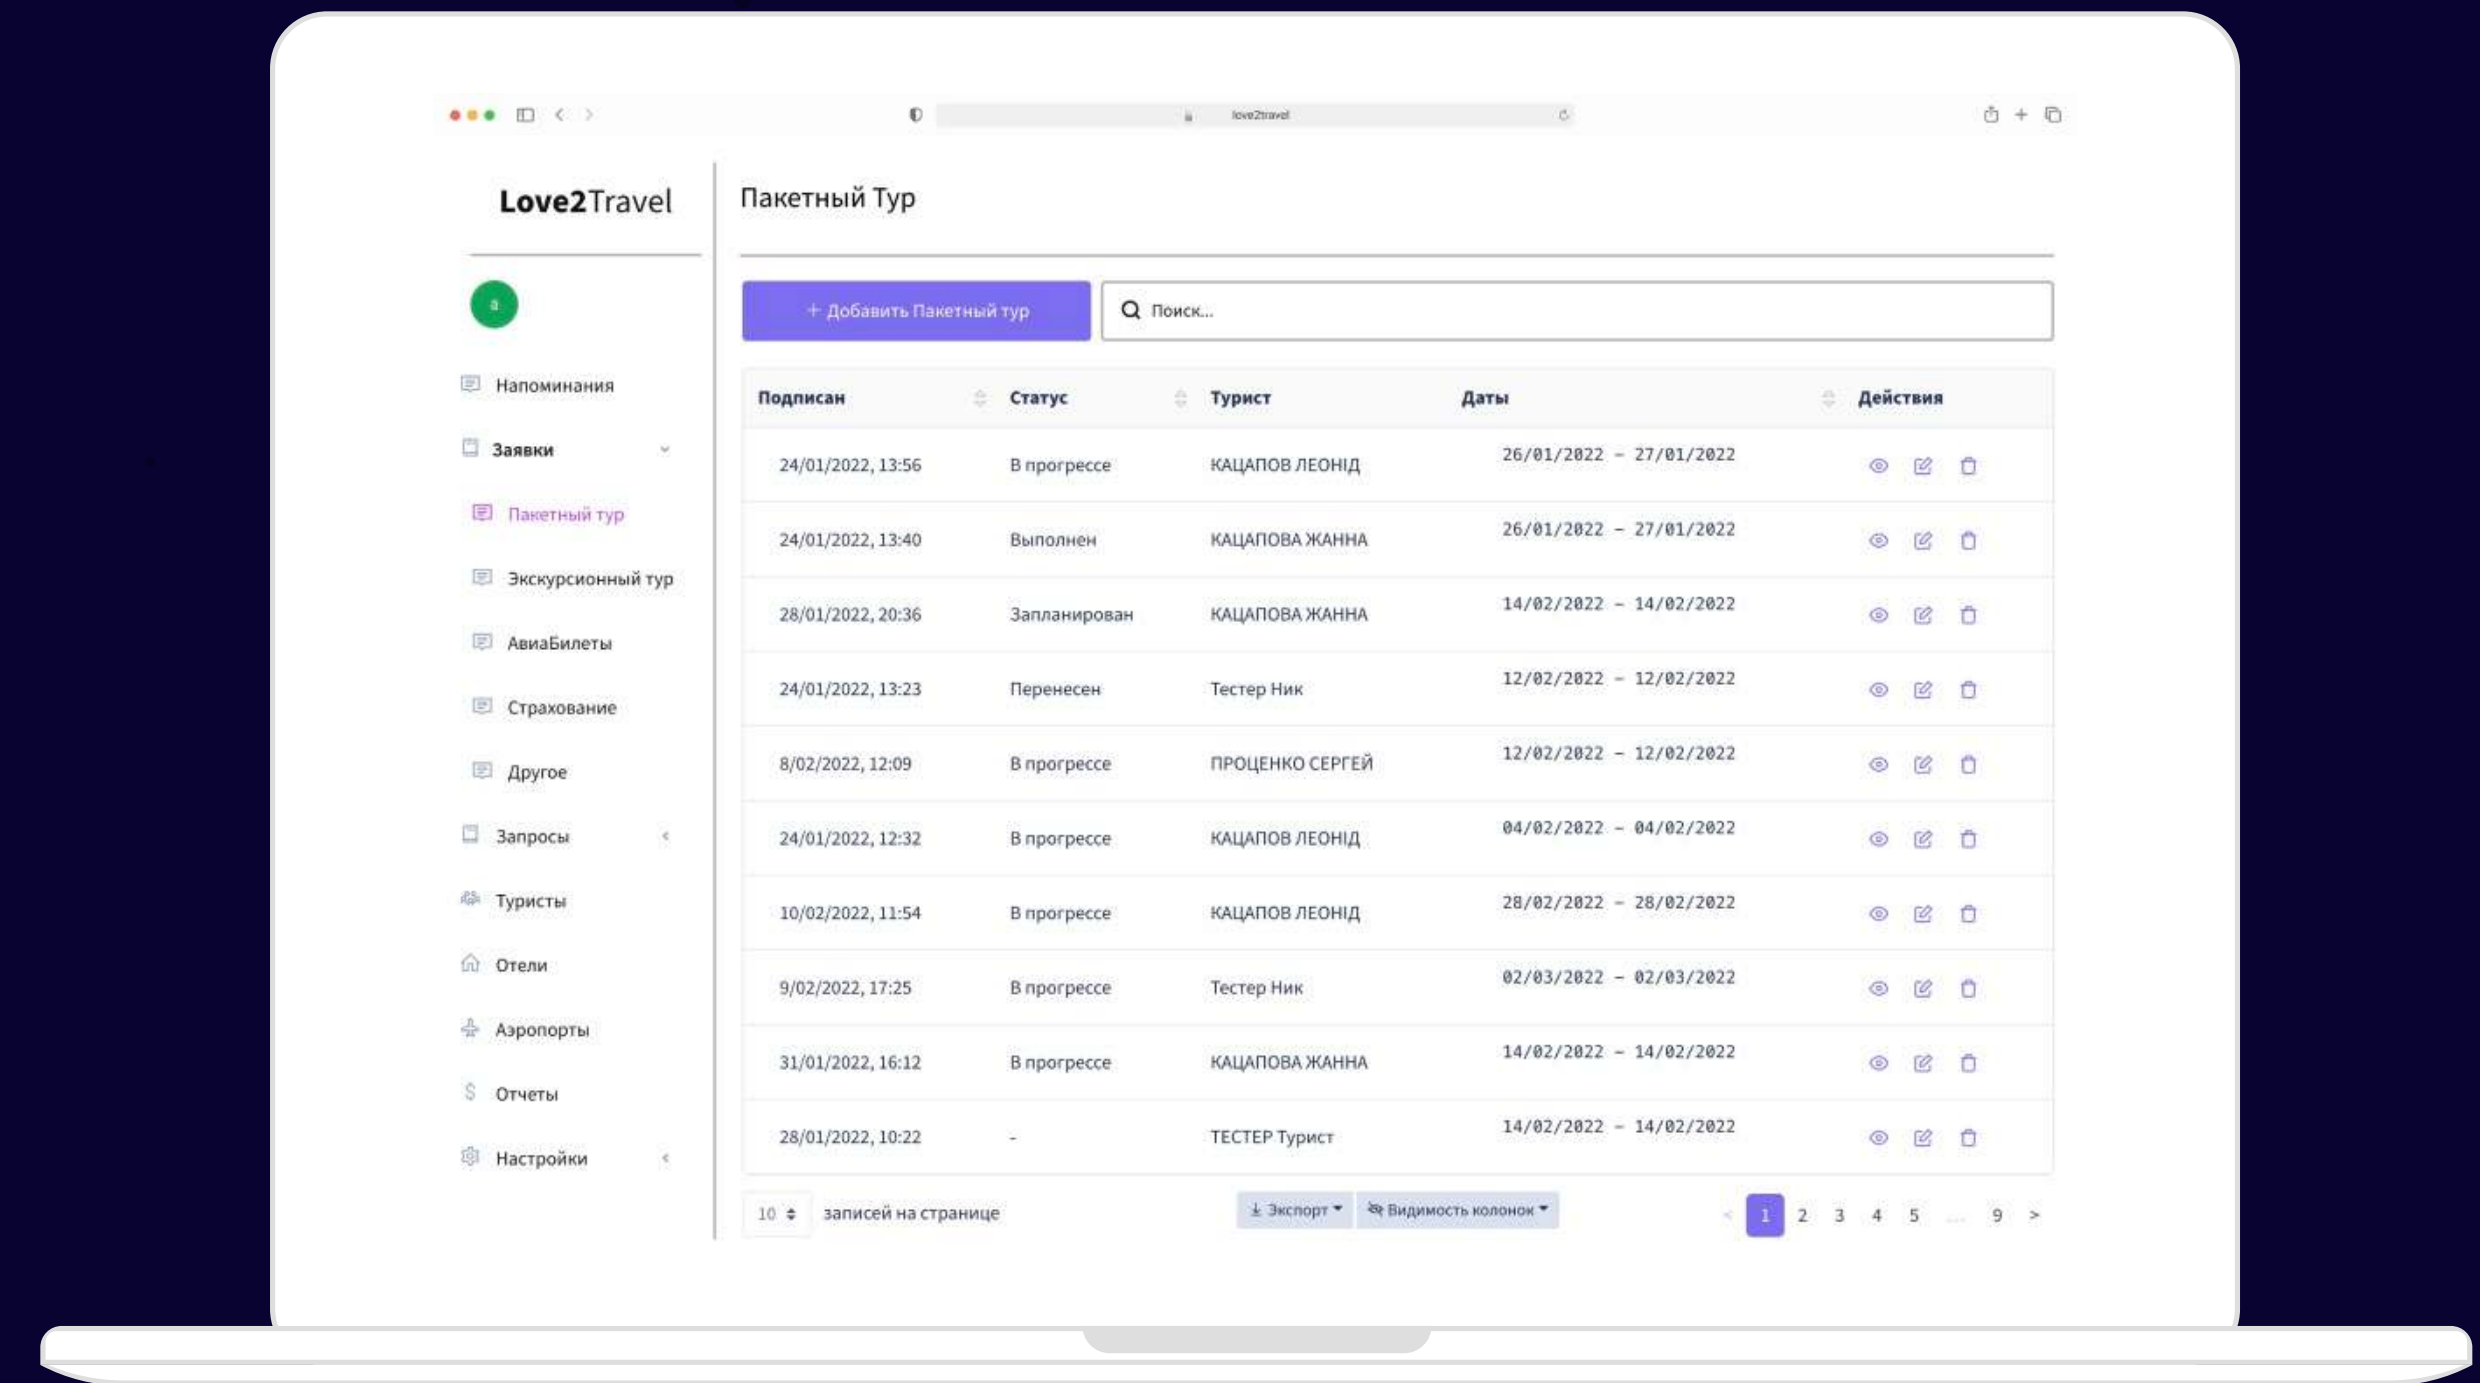 love2travel
Love2Travel
Пакетный Тур
a
+ Добавить Пакетный тур
Поиск...
Напоминания
Заявки
Пакетный тур
Экскурсионный тур
АвиаБилеты
Страхование
Другое
Запросы
Туристы
Отели
Аэропорты
Отчеты
Настройки
Подписан Статус Турист Даты Действия
24/01/2022, 13:56 В прогрессе КАЦАПОВ ЛЕОНІД 26/01/2022 – 27/01/2022
24/01/2022, 13:40 Выполнен КАЦАПОВА ЖАННА 26/01/2022 – 27/01/2022
28/01/2022, 20:36 Запланирован КАЦАПОВА ЖАННА 14/02/2022 – 14/02/2022
24/01/2022, 13:23 Перенесен Тестер Ник 12/02/2022 – 12/02/2022
8/02/2022, 12:09 В прогрессе ПРОЦЕНКО СЕРГЕЙ 12/02/2022 – 12/02/2022
24/01/2022, 12:32 В прогрессе КАЦАПОВ ЛЕОНІД 04/02/2022 – 04/02/2022
10/02/2022, 11:54 В прогрессе КАЦАПОВ ЛЕОНІД 28/02/2022 – 28/02/2022
9/02/2022, 17:25 В прогрессе Тестер Ник 02/03/2022 – 02/03/2022
31/01/2022, 16:12 В прогрессе КАЦАПОВА ЖАННА 14/02/2022 – 14/02/2022
28/01/2022, 10:22 - ТЕСТЕР Турист 14/02/2022 – 14/02/2022
10 записей на странице Экспорт Видимость колонок < 1 2 3 4 5 ... 9 >